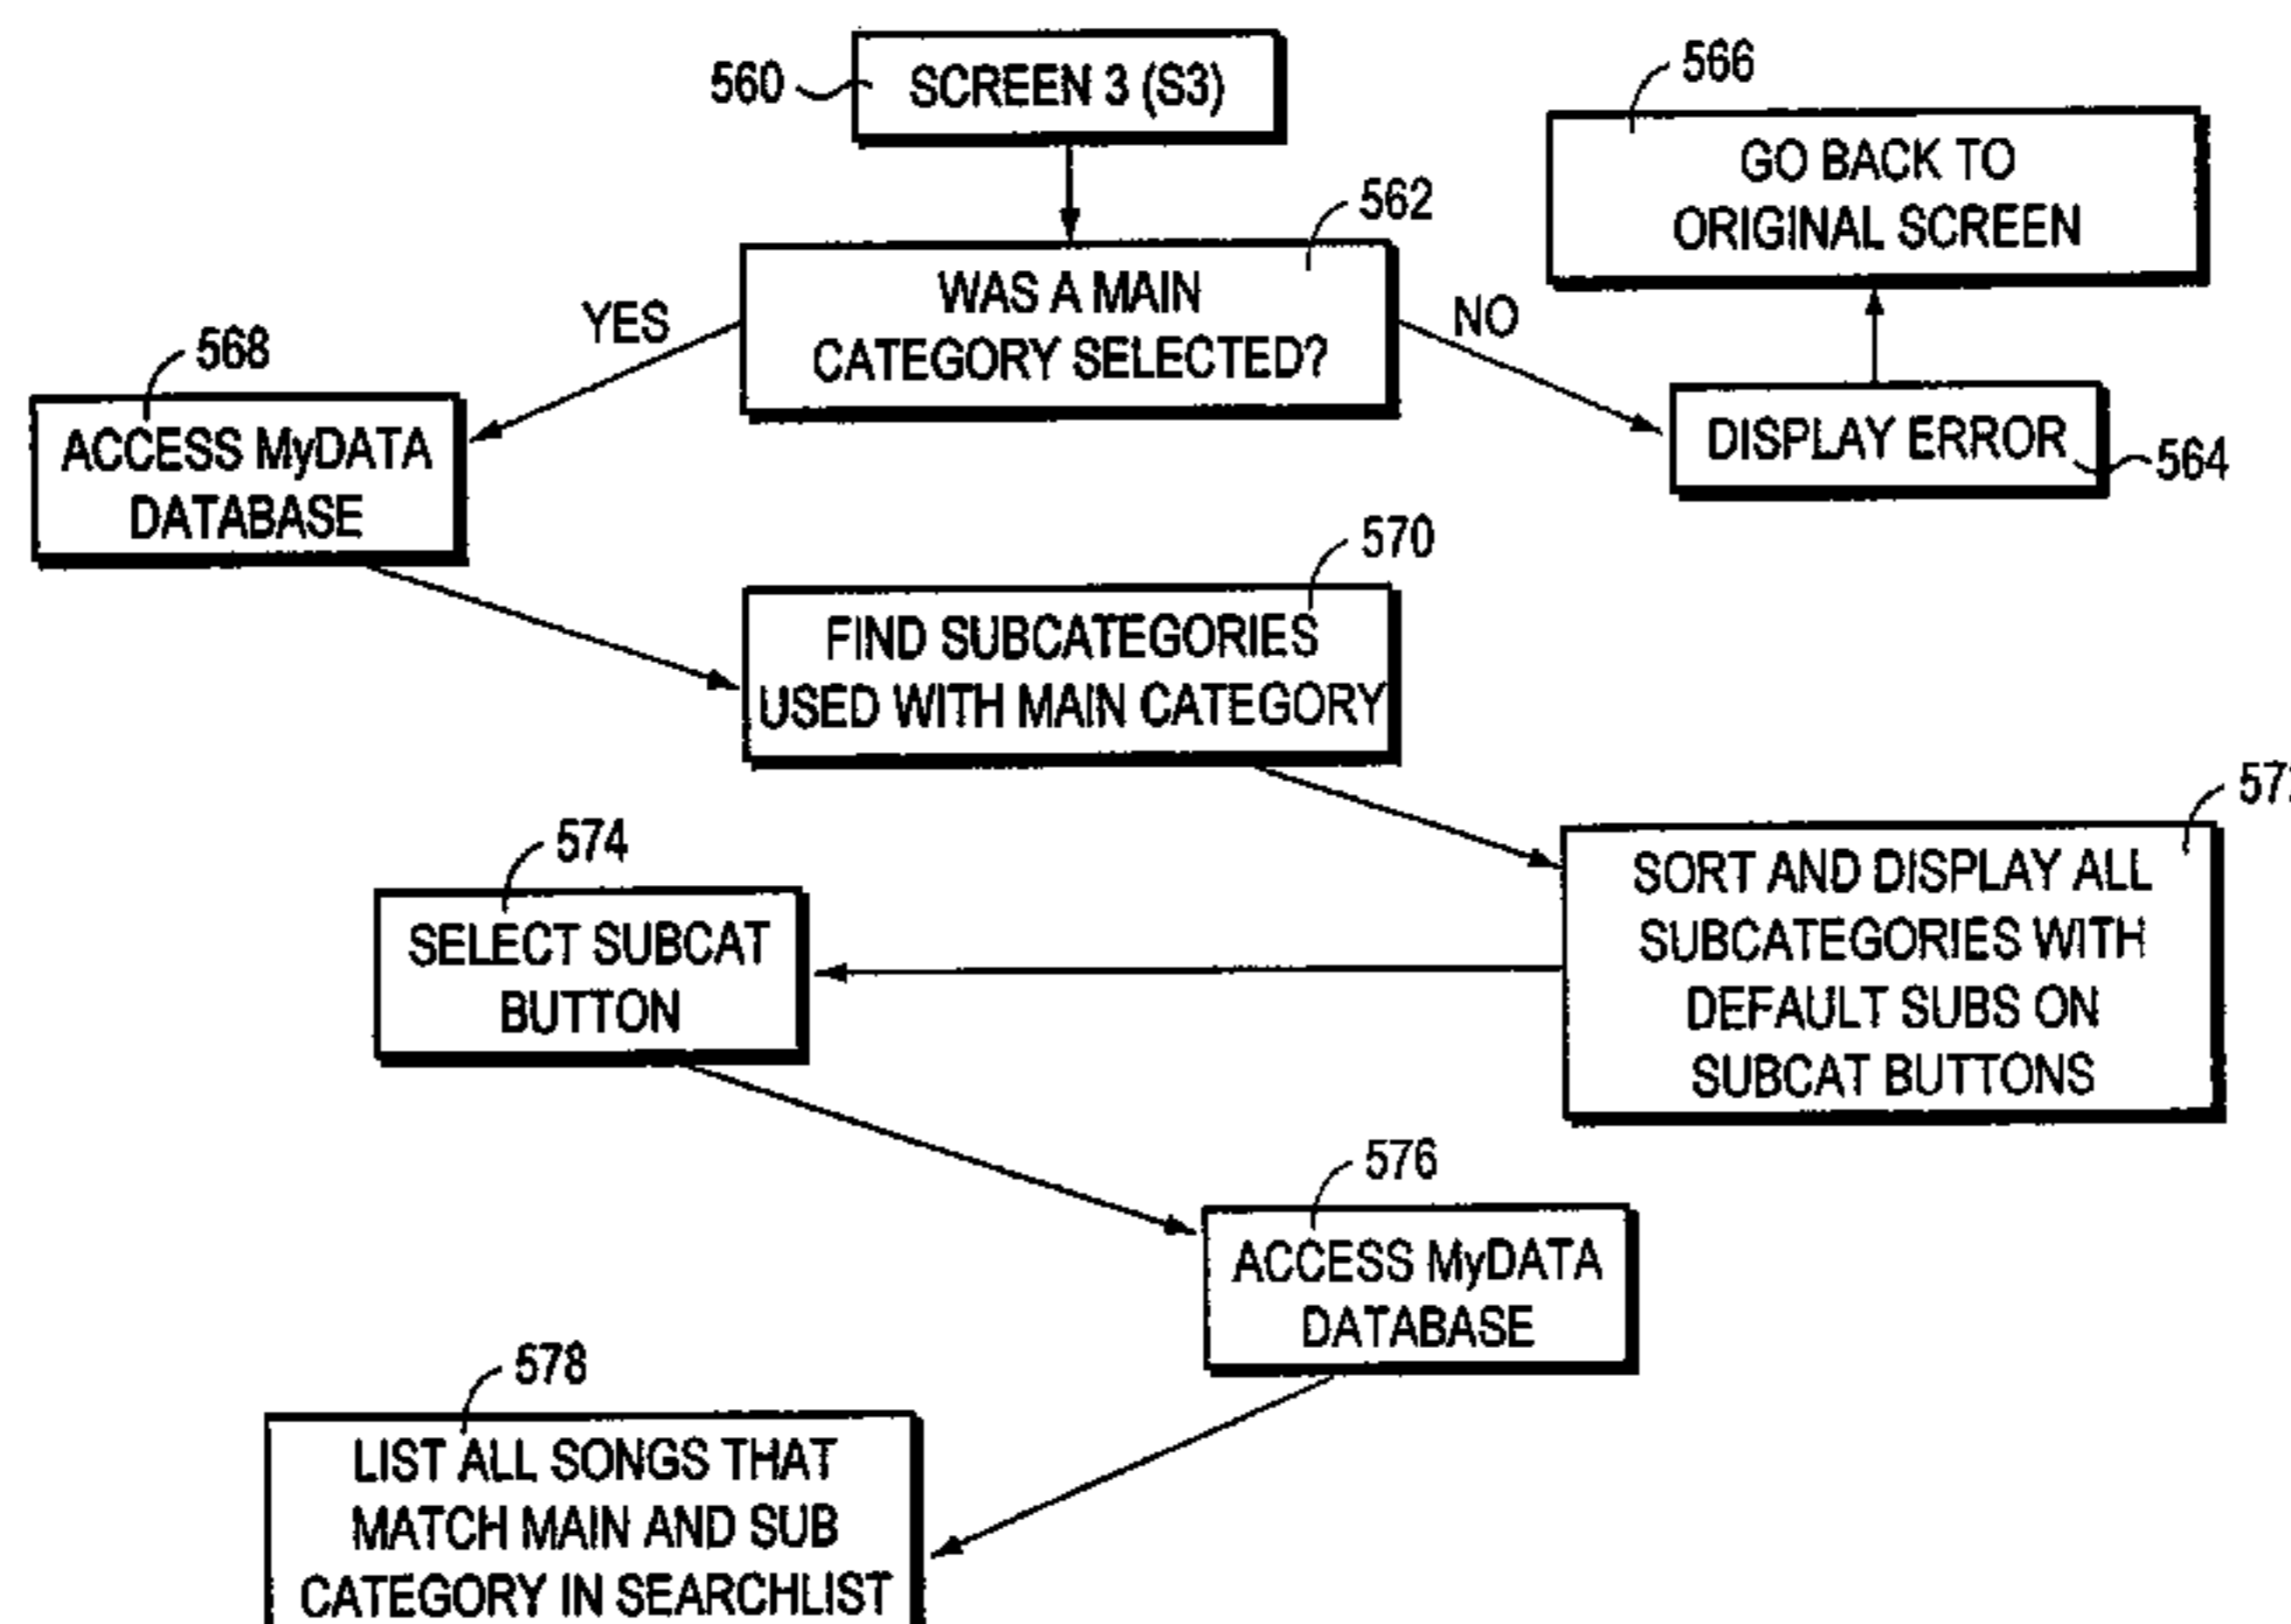 560
SCREEN 3 (S3)
566
GO BACK TO
ORIGINAL SCREEN
562
WAS A MAIN
CATEGORY SELECTED?
YES
NO
568
ACCESS MyDATA
DATABASE
DISPLAY ERROR
564
570
FIND SUBCATEGORIES
USED WITH MAIN CATEGORY
SORT AND DISPLAY ALL
SUBCATEGORIES WITH
DEFAULT SUBS ON
SUBCAT BUTTONS
574
SELECT SUBCAT
BUTTON
576
ACCESS MyDATA
DATABASE
578
LIST ALL SONGS THAT
MATCH MAIN AND SUB
CATEGORY IN SEARCHLIST